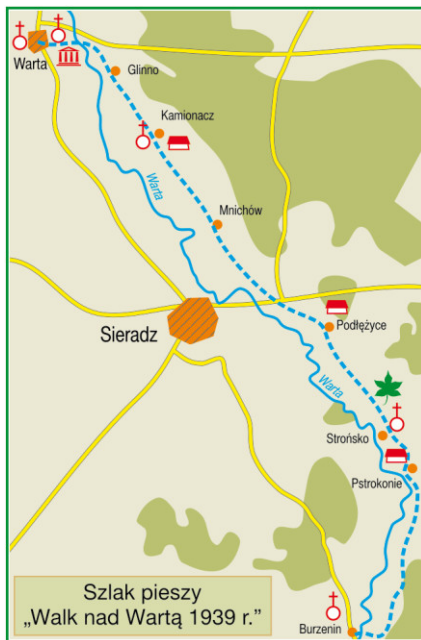 Warta
Glinno
Kamionacz
Warta
Mnichów
Sieradz
Podłężyce
Warta
Strońsko
Pstrokonie
Burzenin
Szlak pieszy
„Walk nad Wartą 1939 r.”